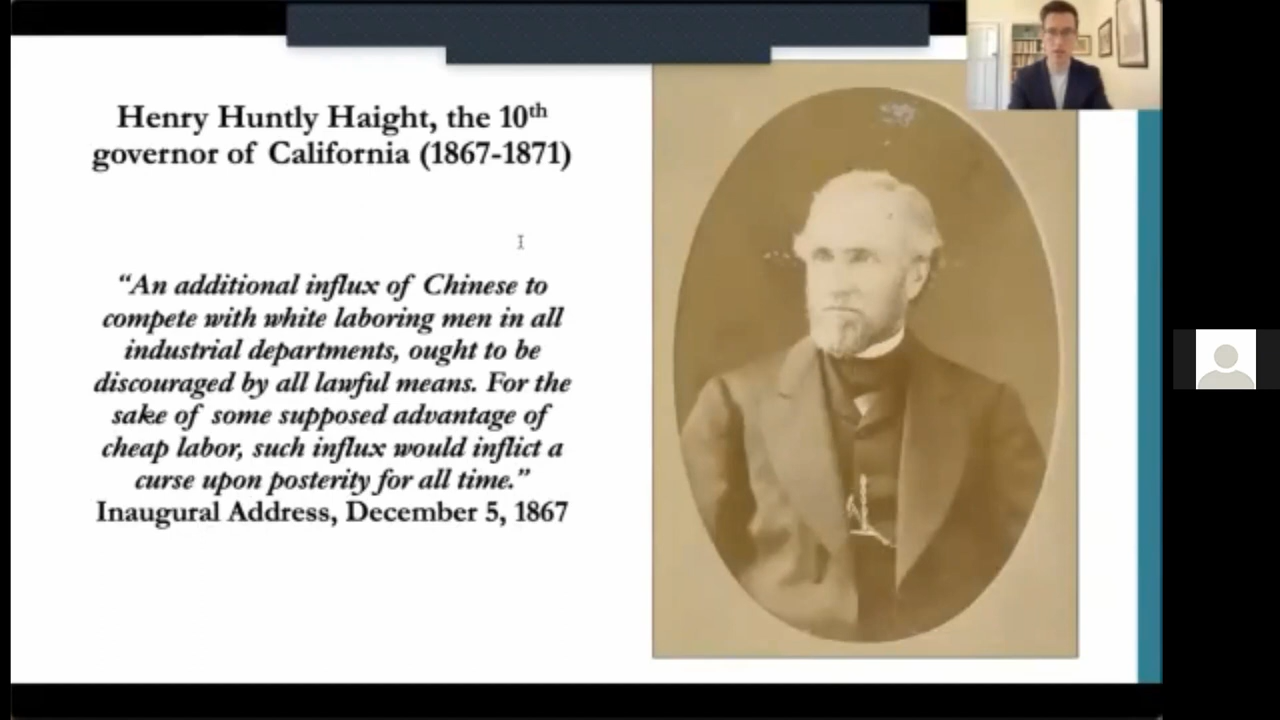 Henry Huntly Haight, the 10th
governor of California (1867-1871)
“An additional influx of Chinese to
compete with white laboring men in all
industrial departments, ought to be
discouraged by all lawful means. For the
sake of some supposed advantage of
cheap labor, such influx would inflict a
curse upon posterity for all time.”
Inaugural Address, December 5, 1867